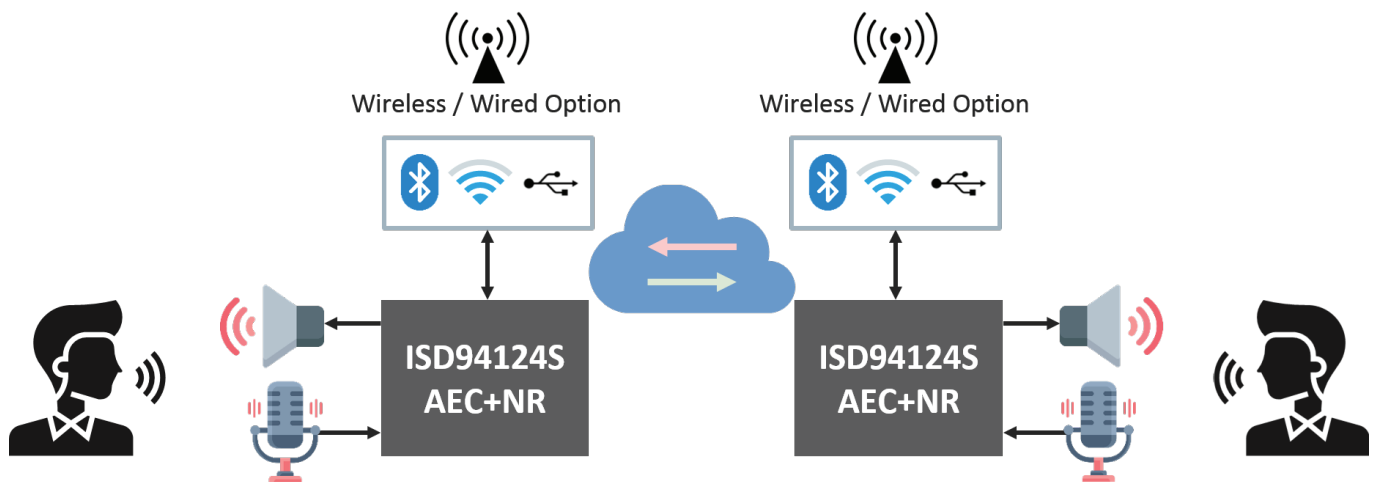 Wireless / Wired Option
Wireless / Wired Option
ISD94124S
AEC+NR
ISD94124S
AEC+NR